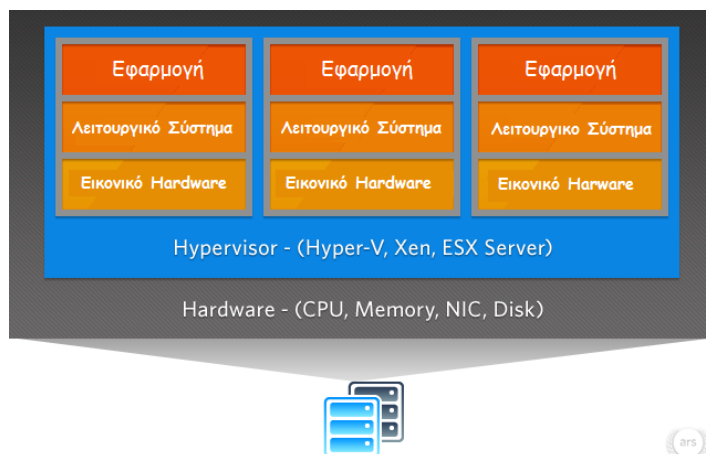 Εφαρμογή Εφαρμογή Εφαρμογή
Λειτουργικό Σύστημα Λειτουργικό Σύστημα Λειτουργικο Σύστημα
Εικονικό Hardware Εικονικό Hardware Εικονικό Harware
Hypervisor - (Hyper-V, Xen, ESX Server)
Hardware - (CPU, Memory, NIC, Disk)
ars